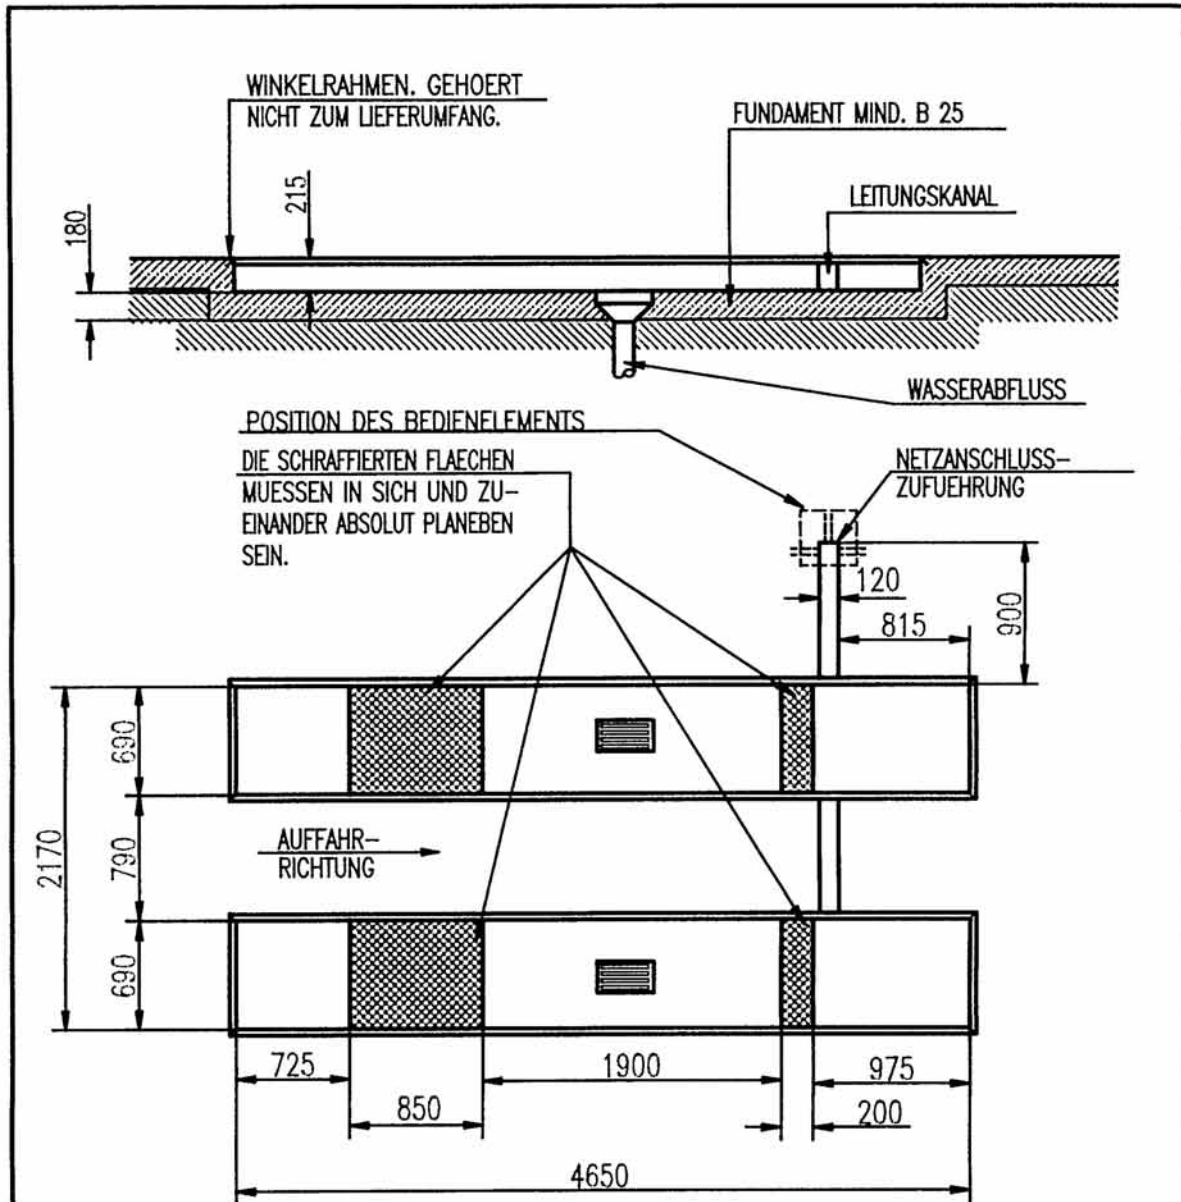 WINKELRAHMEN. GEHOERT
NICHT ZUM LIEFERUMFANG.
FUNDAMENT MIND. B 25
215
LEITUNGSKANAL
180
WASSERABFLUSS
POSITION DES BEDIENELEMENTS
DIE SCHRAFFIERTEN FLAECHEN
MUESSEN IN SICH UND ZU-
EINANDER ABSOLUT PLANEBEN
SEIN.
NETZANSCHLUSS-
ZUFUEHRUNG
120
900
815
690
2170
790
AUFFAHR-
RICHTUNG
690
725
1900
975
850
200
4650